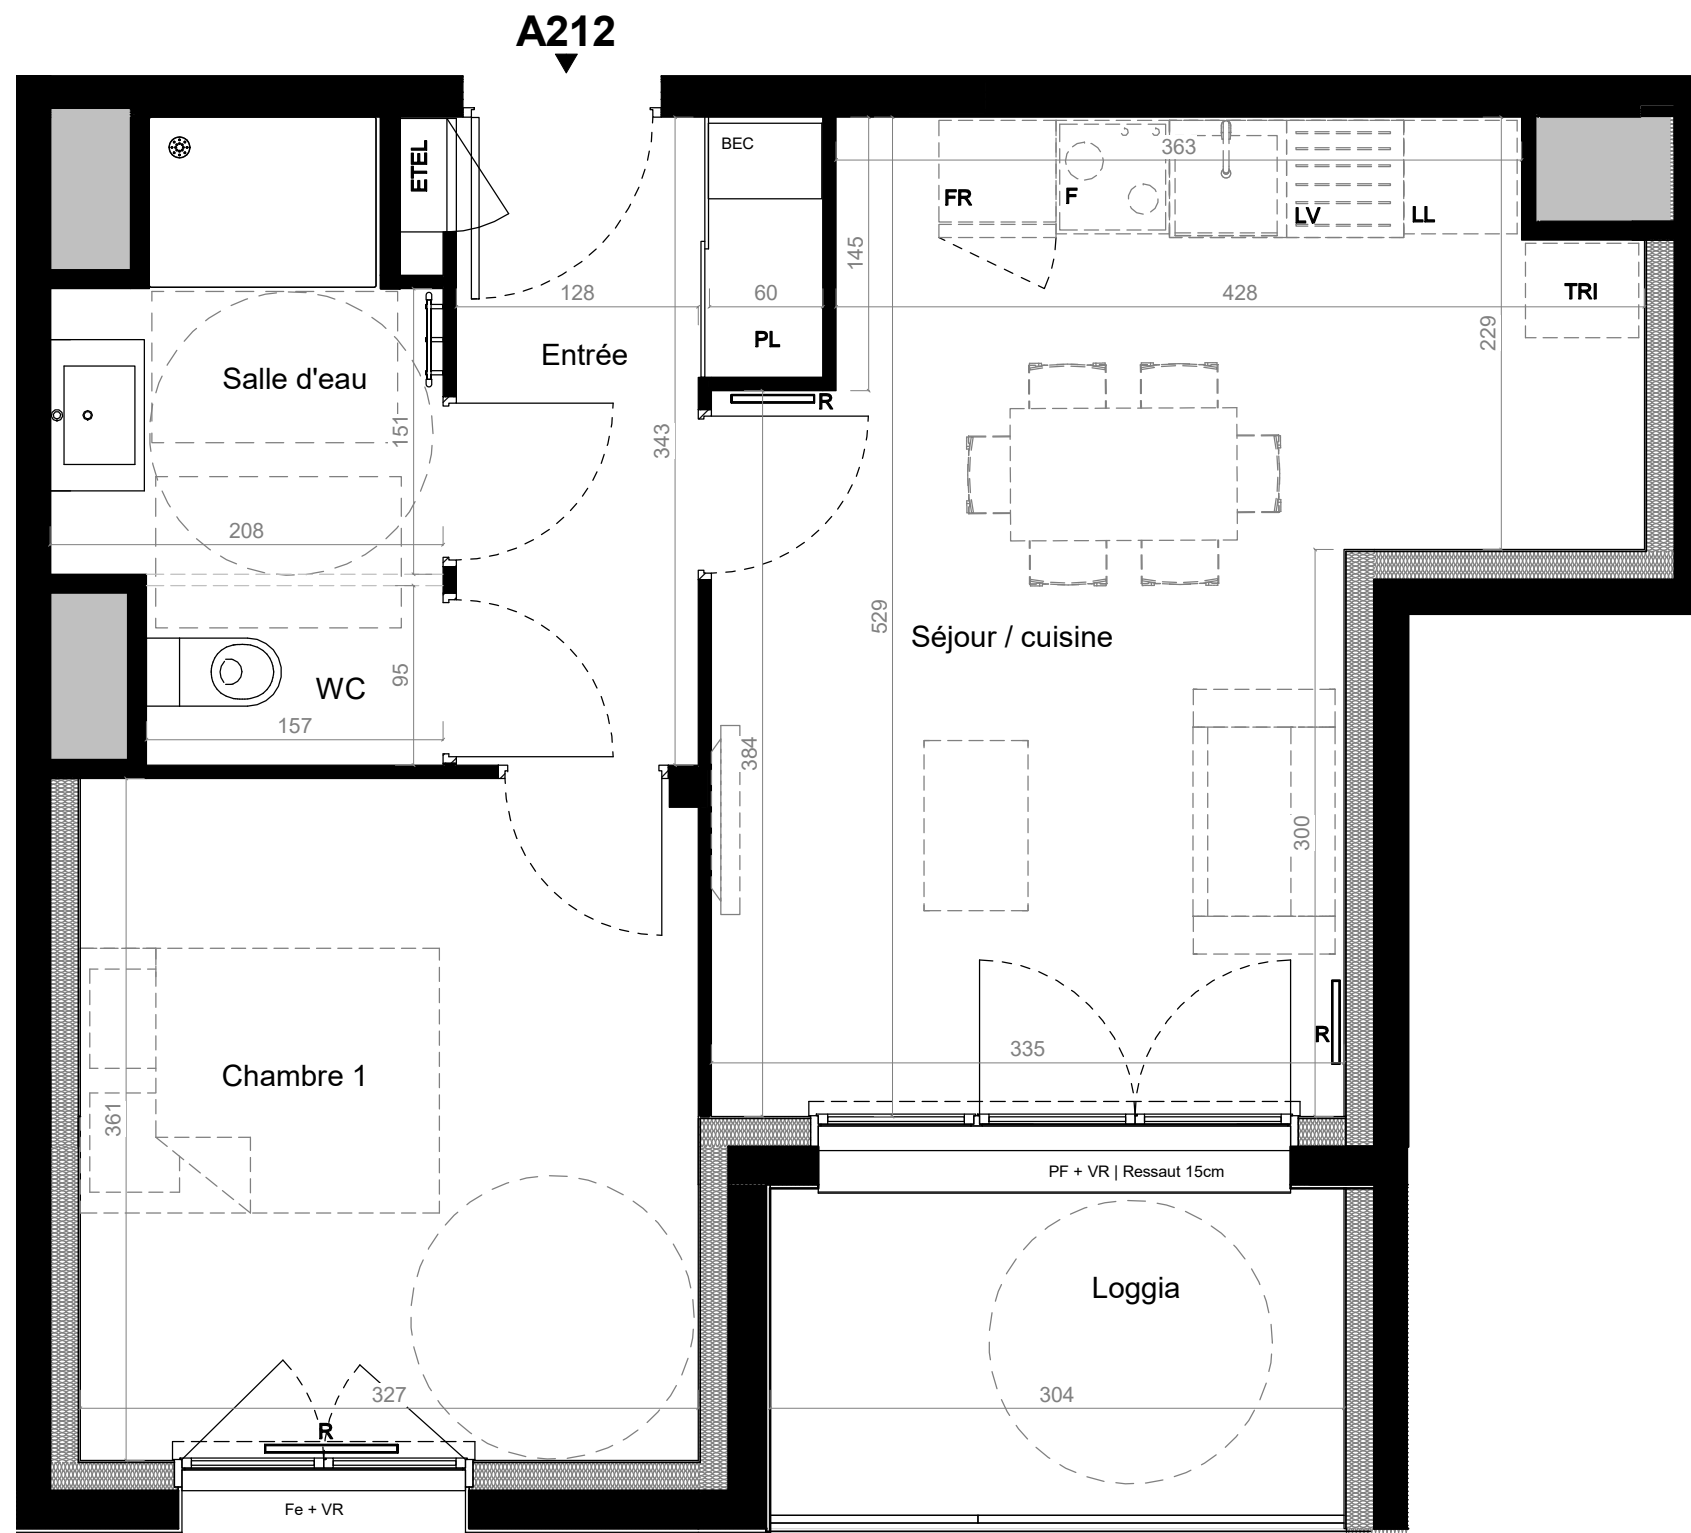 A212
ETEL
BEC
363
FR
F
LV
LL
145
128
60
428
TRI
229
PL
Entrée
Salle d'eau
R
151
343
208
529
Séjour / cuisine
95
WC
157
384
300
R
335
Chambre 1
361
PF + VR | Ressaut 15cm
Loggia
327
304
R
Fe + VR